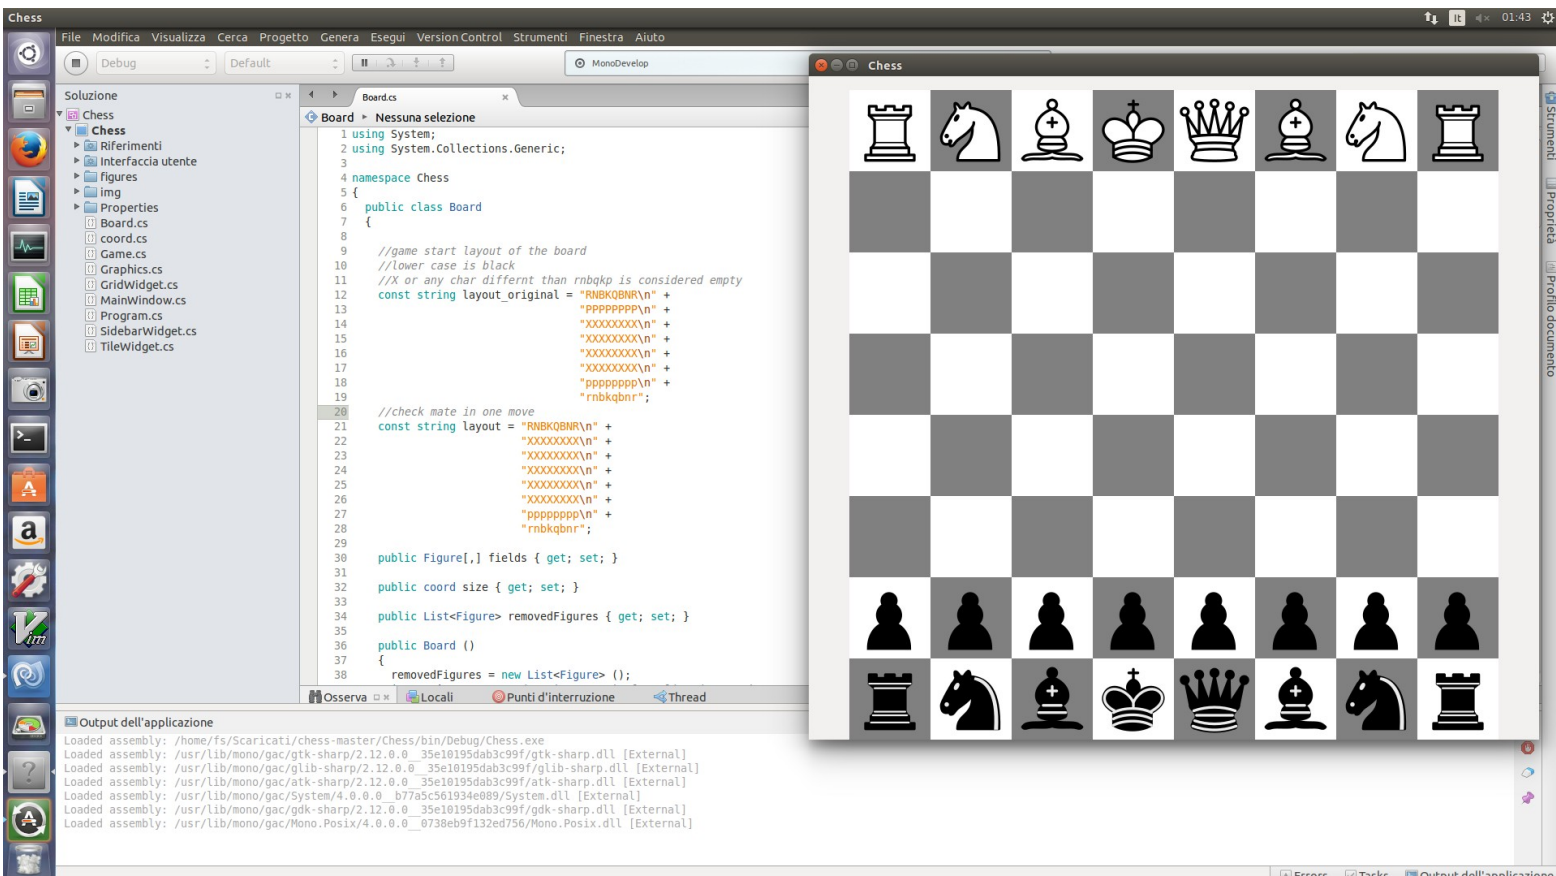 Chess
It
01:43
File Modifica Visualizza Cerca Progetto Genera Esegui Version Control Strumenti Finestra Aiuto
Debug
Default
MonoDevelop
Chess
Soluzione
Chess
Chess
Riferimenti
Interfaccia utente
figures
img
Properties
Board.cs
coord.cs
Game.cs
Graphics.cs
GridWidget.cs
MainWindow.cs
Program.cs
SidebarWidget.cs
TileWidget.cs
Board.cs
Board Nessuna selezione
1 using System;
2 using System.Collections.Generic;
3
4 namespace Chess
5 {
6 public class Board
7 {
8
9 //game start layout of the board
10 //lower case is black
11 //X or any char differnt than rnbqkp is considered empty
12 const string layout_original = "RNBKQBNR\n" +
13 "PPPPPPPP\n" +
14 "XXXXXXXX\n" +
15 "XXXXXXXX\n" +
16 "XXXXXXXX\n" +
17 "XXXXXXXX\n" +
18 "pppppppp\n" +
19 "rnbkqbnr";
20 //check mate in one move
21 const string layout = "RNBKQBNR\n" +
22 "XXXXXXXX\n" +
23 "XXXXXXXX\n" +
24 "XXXXXXXX\n" +
25 "XXXXXXXX\n" +
26 "XXXXXXXX\n" +
27 "pppppppp\n" +
28 "rnbkqbnr";
29
30 public Figure[,] fields { get; set; }
31
32 public coord size { get; set; }
33
34 public List<Figure> removedFigures { get; set; }
35
36 public Board ()
37 {
38 removedFigures = new List<Figure> ();
Strumenti
Proprietà
Profilo documento
Osserva
Locali
Punti d'interruzione
Thread
Output dell'applicazione
Loaded assembly: /home/fs/Scaricati/chess-master/Chess/bin/Debug/Chess.exe
Loaded assembly: /usr/lib/mono/gac/gtk-sharp/2.12.0.0__35e10195dab3c99f/gtk-sharp.dll [External]
Loaded assembly: /usr/lib/mono/gac/glib-sharp/2.12.0.0__35e10195dab3c99f/glib-sharp.dll [External]
Loaded assembly: /usr/lib/mono/gac/atk-sharp/2.12.0.0__35e10195dab3c99f/atk-sharp.dll [External]
Loaded assembly: /usr/lib/mono/gac/System/4.0.0.0__b77a5c561934e089/System.dll [External]
Loaded assembly: /usr/lib/mono/gac/gdk-sharp/2.12.0.0__35e10195dab3c99f/gdk-sharp.dll [External]
Loaded assembly: /usr/lib/mono/gac/Mono.Posix/4.0.0.0__0738eb9f132ed756/Mono.Posix.dll [External]
Errors
Tasks
Output dell'applicazione